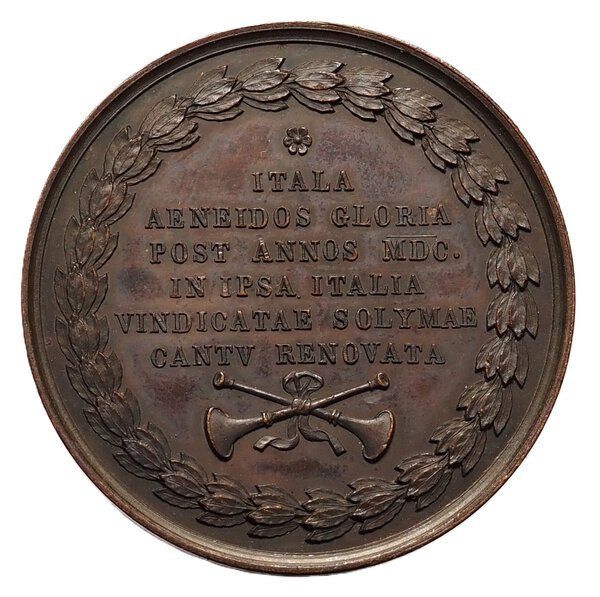 ITALA
AENEIDOS GLORIA
POST ANNOS MDC.
IN IPSA ITALIA
VINDICATAE SOLYMAE
CANTV RENOVATA